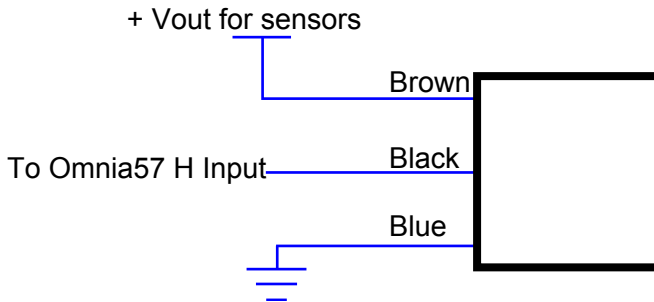 + Vout for sensors
Brown
To Omnia57 H Input
Black
Blue